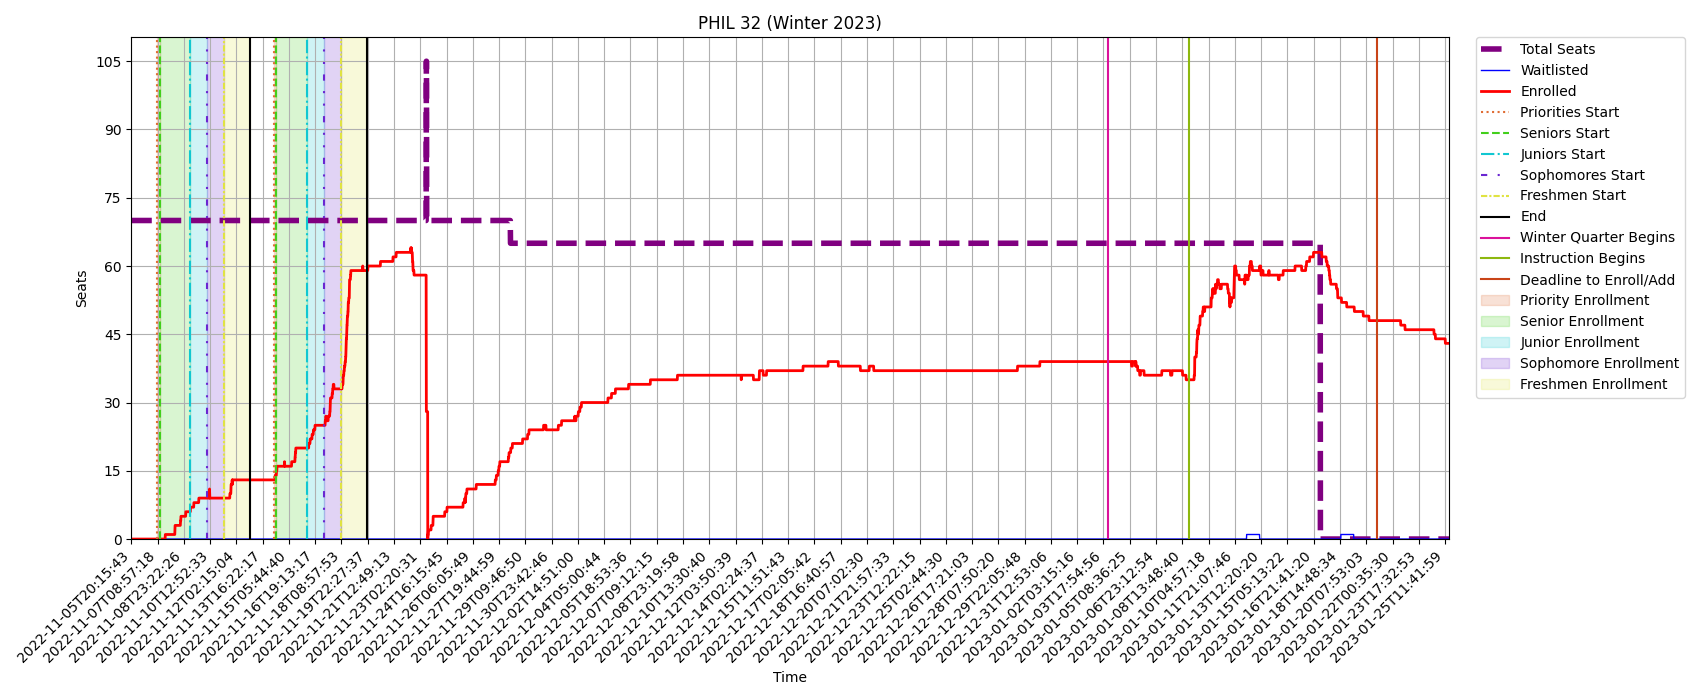 PHIL 32 (Winter 2023)
Seats
105
90
75
60
45
30
15
0
2022-11-05T20:15:43
2022-11-07T08:57:18
2022-11-08T23:22:26
2022-11-10T12:52:33
2022-11-12T02:15:04
2022-11-13T16:22:17
2022-11-15T05:44:40
2022-11-16T19:13:17
2022-11-18T08:57:53
2022-11-19T22:27:37
2022-11-21T12:49:13
2022-11-23T02:20:31
2022-11-24T16:15:45
2022-11-26T06:05:49
2022-11-27T19:44:59
2022-11-29T09:46:50
2022-11-30T23:42:46
2022-12-02T14:51:00
2022-12-04T05:00:44
2022-12-05T18:53:36
2022-12-07T09:12:15
2022-12-08T23:19:58
2022-12-10T13:30:40
2022-12-12T03:50:39
2022-12-14T02:24:37
2022-12-15T11:51:43
2022-12-17T02:05:42
2022-12-18T16:40:57
2022-12-20T07:02:30
2022-12-21T21:57:33
2022-12-23T12:22:15
2022-12-25T02:44:30
2022-12-26T17:21:03
2022-12-28T07:50:20
2022-12-29T22:05:48
2022-12-31T12:53:06
2023-01-02T03:15:16
2023-01-03T17:54:56
2023-01-05T08:36:25
2023-01-06T23:12:54
2023-01-08T13:48:40
2023-01-10T04:57:18
2023-01-11T21:07:46
2023-01-13T12:20:20
2023-01-15T05:13:22
2023-01-16T21:41:20
2023-01-18T14:48:34
2023-01-20T07:53:03
2023-01-22T00:35:30
2023-01-23T17:32:53
2023-01-25T11:41:59
Time
Total Seats
Waitlisted
Enrolled
Priorities Start
Seniors Start
Juniors Start
Sophomores Start
Freshmen Start
End
Winter Quarter Begins
Instruction Begins
Deadline to Enroll/Add
Priority Enrollment
Senior Enrollment
Junior Enrollment
Sophomore Enrollment
Freshmen Enrollment